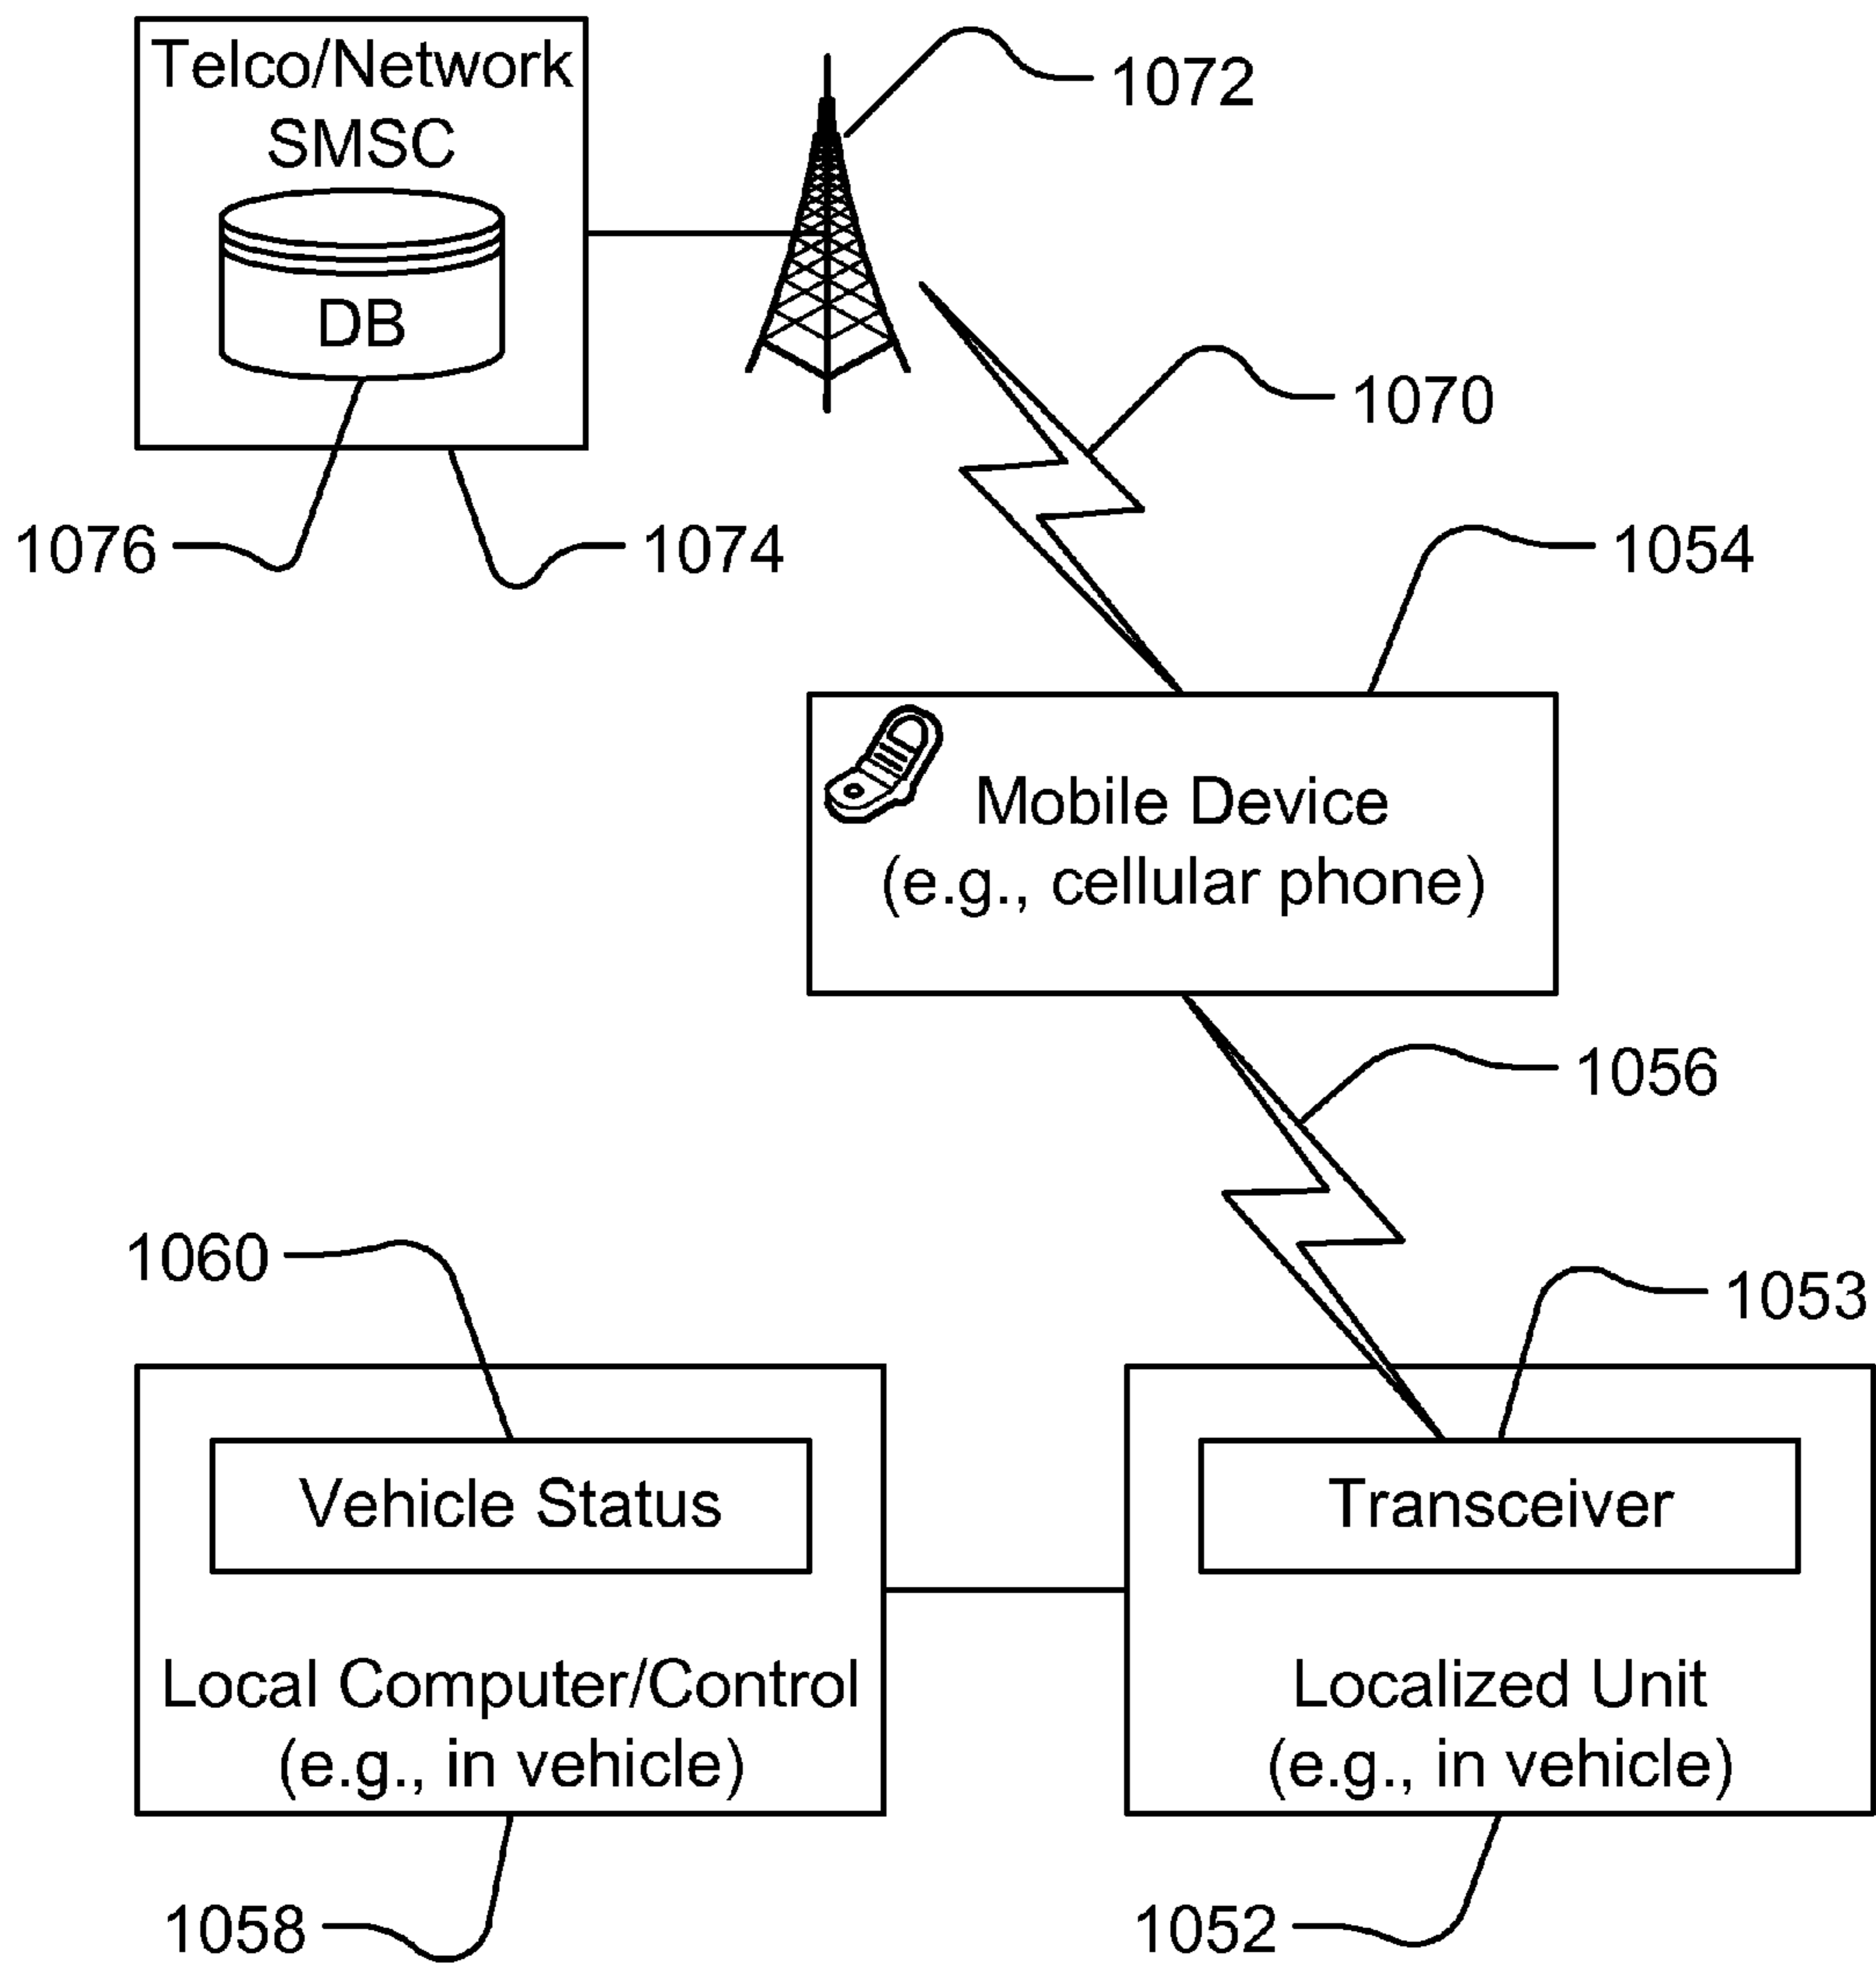 Telco/Network
SMSC
DB
1072
1070
1076
1074
1054
Mobile Device
(e.g., cellular phone)
1056
1060
1053
Vehicle Status
Transceiver
Local Computer/Control
(e.g., in vehicle)
Localized Unit
(e.g., in vehicle)
1058
1052